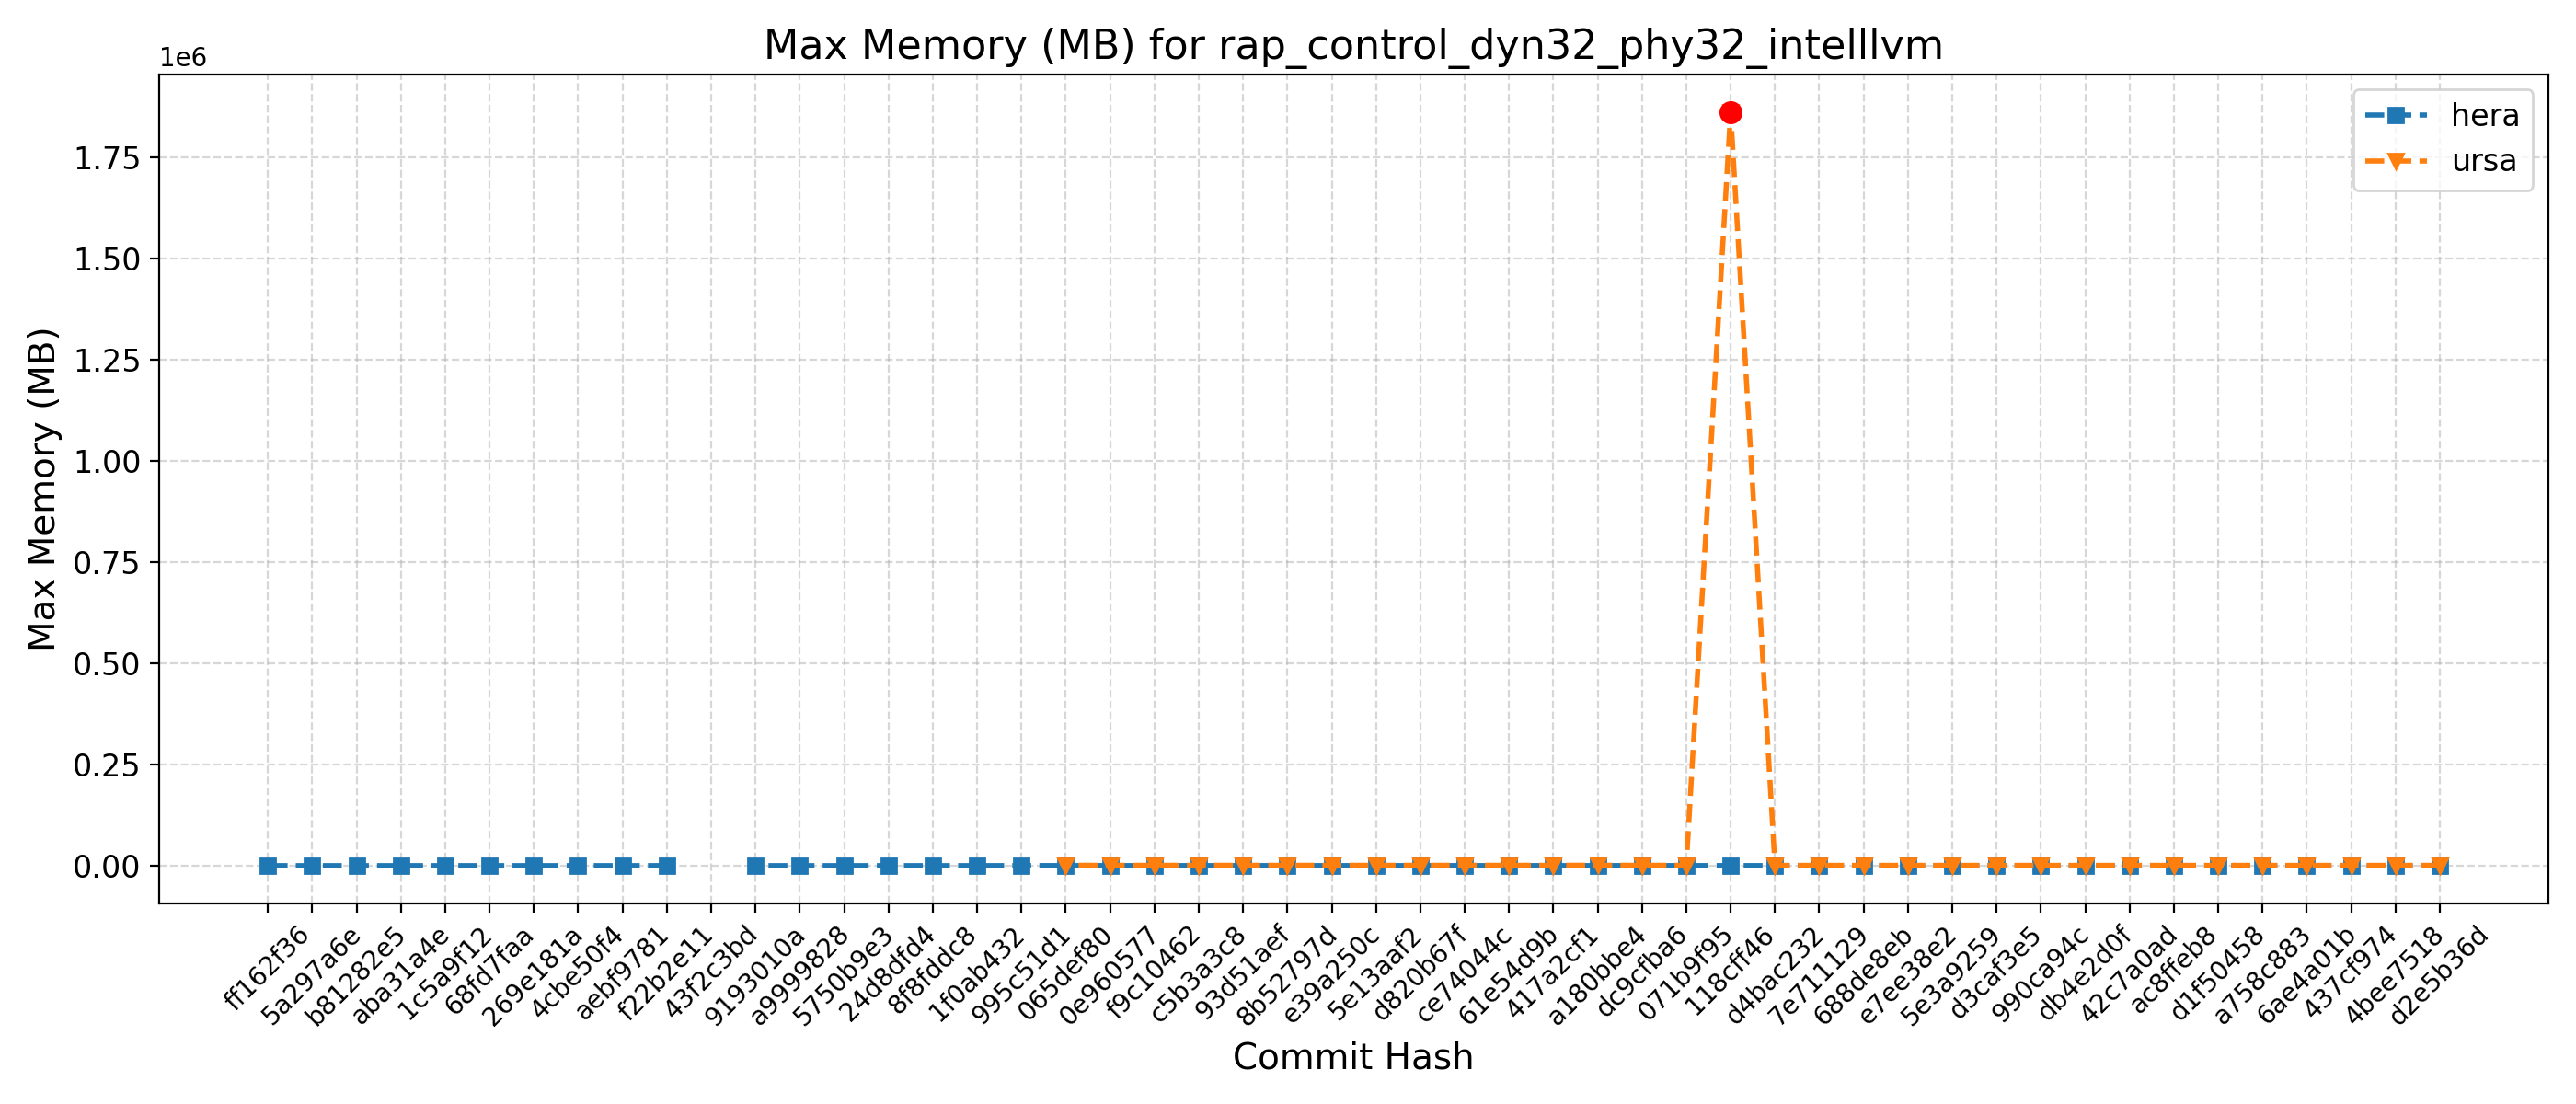 Max Memory (MB) for rap_control_dyn32_phy32_intelllvm
1e6
hera
ursa
Max Memory (MB)
1.75
1.50
1.25
1.00
0.75
0.50
0.25
0.00
ff162f36
5a297a6e
b81282e5
aba31a4e
1c5a9f12
68fd7faa
269e181a
4cbe50f4
aebf9781
f22b2e11
43f2c3bd
9193010a
a9999828
5750b9e3
24d8dfd4
8f8fddc8
1f0ab432
995c51d1
065def80
0e960577
f9c10462
c5b3a3c8
93d51aef
8b52797d
e39a250c
5e13aaf2
d820b67f
ce74044c
61e54d9b
417a2cf1
a180bbe4
dc9cfba6
071b9f95
118cff46
d4bac232
7e711129
688de8eb
e7ee38e2
5e3a9259
d3caf3e5
990ca94c
db4e2d0f
42c7a0ad
ac8ffeb8
d1f50458
a758c883
6ae4a01b
437cf974
4bee7518
d2e5b36d
Commit Hash